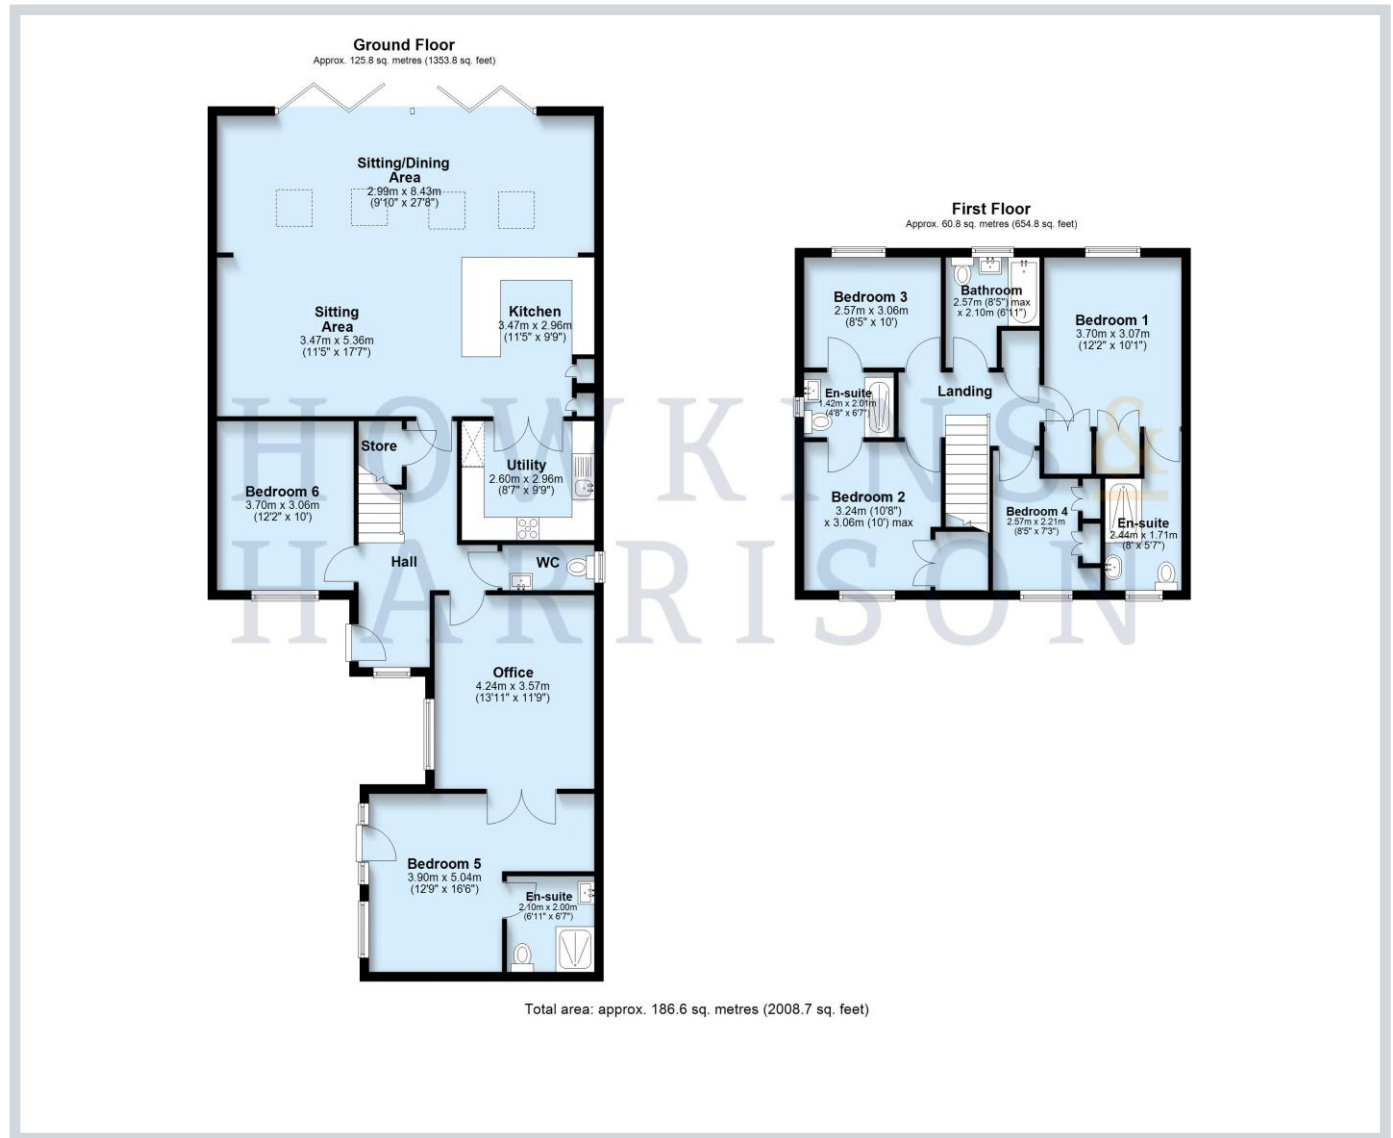 Ground Floor
Approx. 125.8 sq. metres (1353.8 sq. feet)
Sitting/Dining
Area
2.99m x 8.43m
(9'10" x 27'8")
Sitting
Area
3.47m x 5.36m
(11'5" x 17'7")
Kitchen
3.47m x 2.96m
(11'5" x 9'9")
Store
Utility
2.60m x 2.96m
(8'7" x 9'9")
Bedroom 6
3.70m x 3.06m
(12'2" x 10')
Hall
WC
Office
4.24m x 3.57m
(13'11" x 11'9")
Bedroom 5
3.90m x 5.04m
(12'9" x 16'6")
En-suite
2.10m x 2.00m
(6'11" x 6'7")
First Floor
Approx. 60.8 sq. metres (654.8 sq. feet)
Bedroom 3
2.57m x 3.06m
(8'5" x 10')
Bathroom
2.57m (8'5") max
x 2.10m (6'11")
Bedroom 1
3.70m x 3.07m
(12'2" x 10'1")
En-suite
1.42m x 2.01m
(4'8" x 6'7")
Landing
Bedroom 2
3.24m (10'8")
x 3.06m (10') max
Bedroom 4
2.57m x 2.21m
(8'5" x 7'3")
En-suite
2.44m x 1.71m
(8' x 5'7")
HOWKINS &
HARRISON
Total area: approx. 186.6 sq. metres (2008.7 sq. feet)